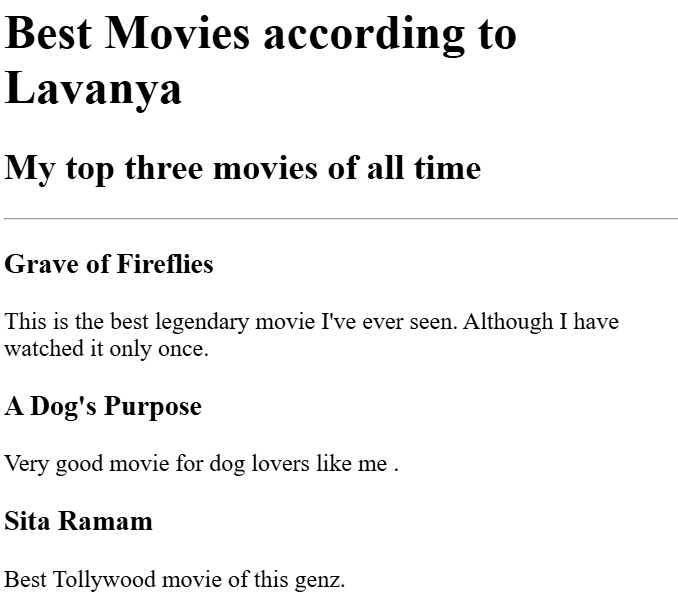 Best Movies according to
Lavanya
My top three movies of all time
Grave of Fireflies
This is the best legendary movie I've ever seen. Although I have
watched it only once.
A Dog's Purpose
Very good movie for dog lovers like me .
Sita Ramam
Best Tollywood movie of this genz.